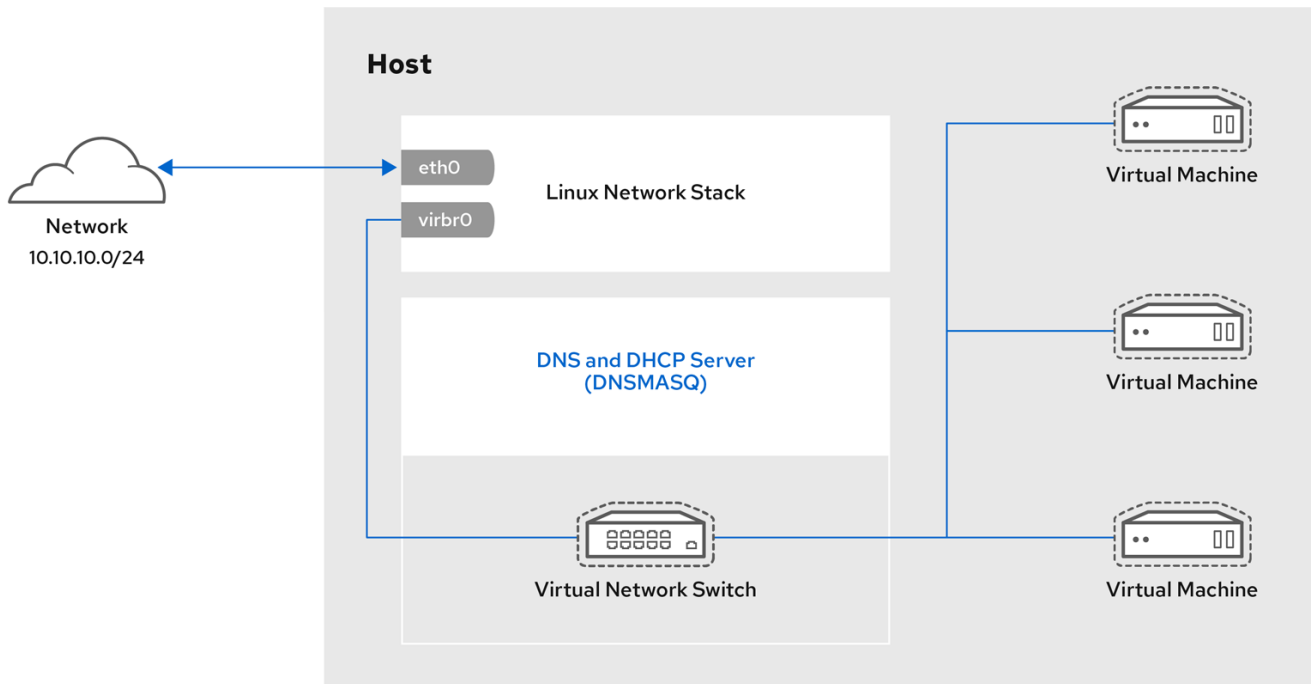 Host
eth0
Linux Network Stack
virbr0
Network
10.10.10.0/24
DNS and DHCP Server
(DNSMASQ)
Virtual Network Switch
Virtual Machine
Virtual Machine
Virtual Machine